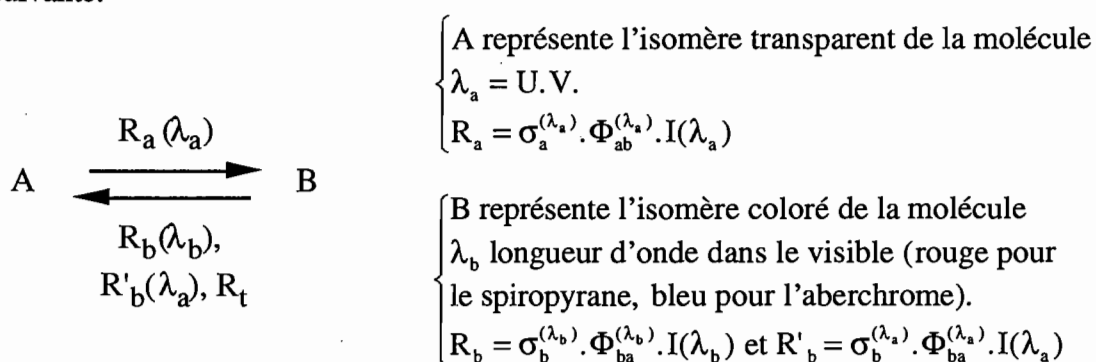 A représente l'isomère transparent de la molécule
λ_a = U.V.
R_a = σ_a^(λ_a).Φ_ab^(λ_a).I(λ_a)
R_a (λ_a)
A B
R_b(λ_b),
R'_b(λ_a), R_t
B représente l'isomère coloré de la molécule
λ_b longueur d'onde dans le visible (rouge pour
le spiropyrane, bleu pour l'aberchrome).
R_b = σ_b^(λ_b).Φ_ba^(λ_b).I(λ_b) et R'_b = σ_b^(λ_a).Φ_ba^(λ_a).I(λ_a)